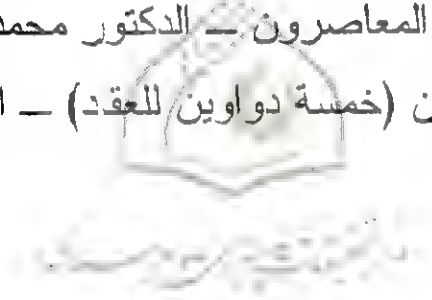 المعاصرون – الدكتور محمد
(خمسة دواوين للعقد) –